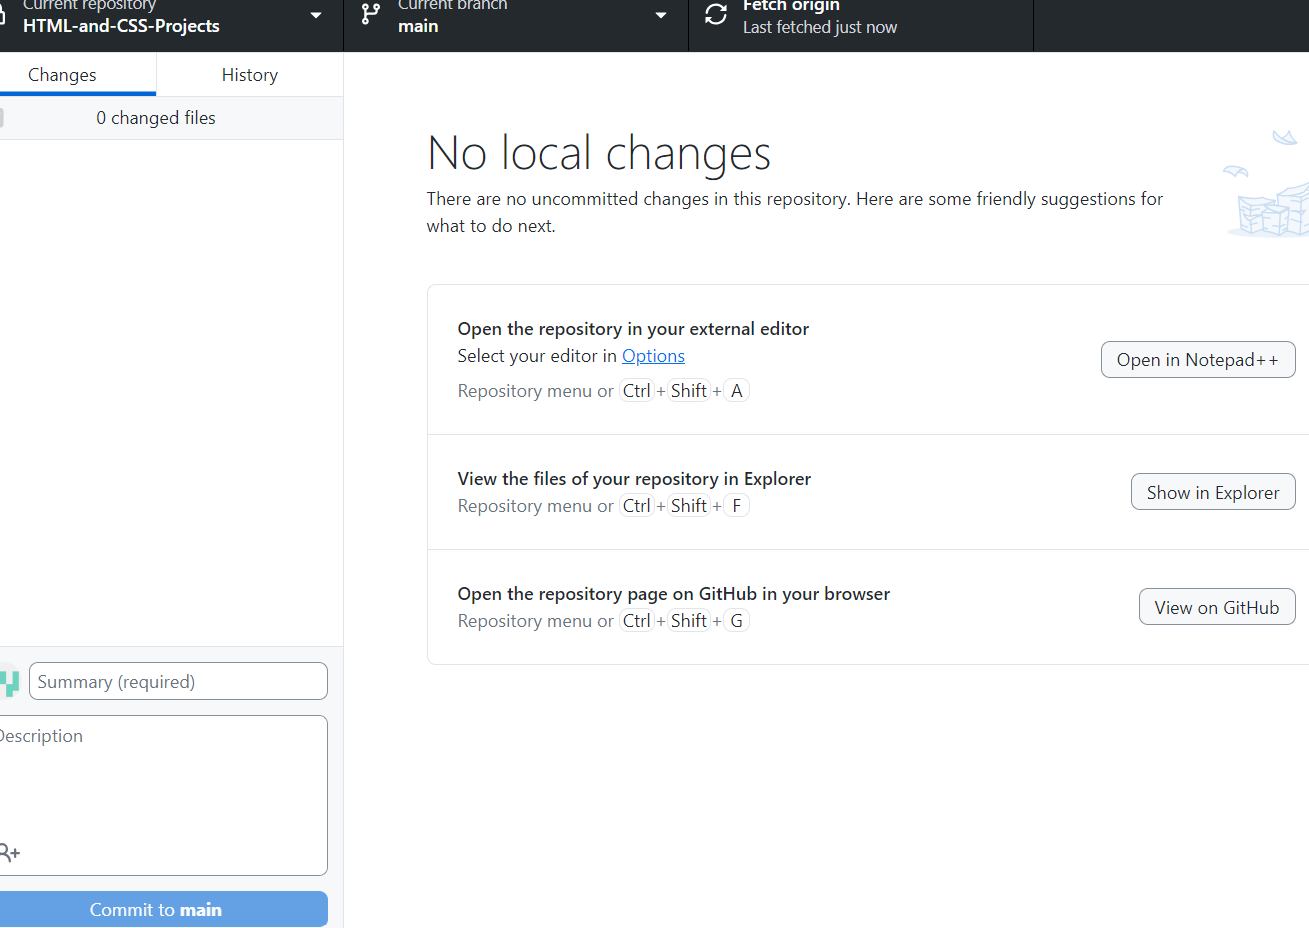 Current repository
HTML-and-CSS-Projects
Current branch
main
Fetch origin
Last fetched just now
Changes
History
0 changed files
No local changes
There are no uncommitted changes in this repository. Here are some friendly suggestions for
what to do next.
Open the repository in your external editor
Select your editor in Options
Repository menu or Ctrl + Shift + A
Open in Notepad++
View the files of your repository in Explorer
Repository menu or Ctrl + Shift + F
Show in Explorer
Open the repository page on GitHub in your browser
Repository menu or Ctrl + Shift + G
View on GitHub
Summary (required)
Description
Commit to main